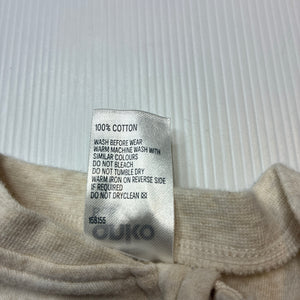 100% COTTON
WASH BEFORE WEAR
WARM MACHINE WASH WITH
SIMILAR COLOURS
DO NOT BLEACH
DO NOT TUMBLE DRY
WARM IRON ON REVERSE SIDE
IF REQUIRED
DO NOT DRYCLEAN